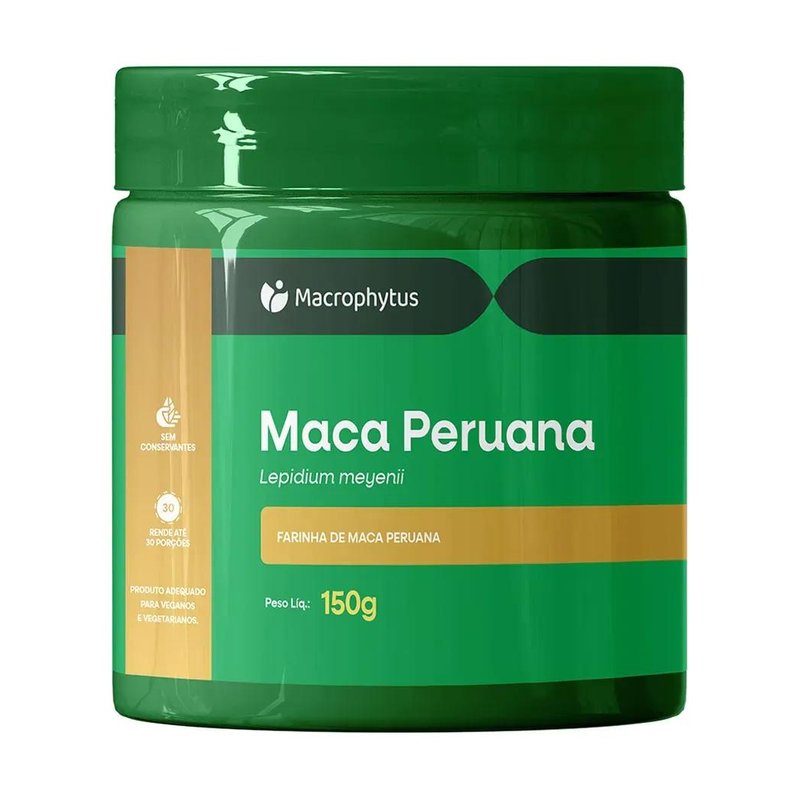 Macrophytus
Maca Peruana
Lepidium meyenii
FARINHA DE MACA PERUANA
Peso Líq.: 150g
SEM
CONSERVANTES
30
RENDE ATÉ
30 PORÇÕES
PRODUTO ADEQUADO
PARA VEGANOS
E VEGETARIANOS.